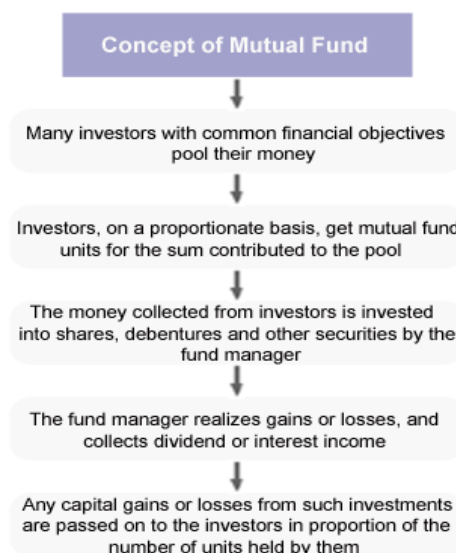 Concept of Mutual Fund
Many investors with common financial objectives
pool their money
Investors, on a proportionate basis, get mutual fund
units for the sum contributed to the pool
The money collected from investors is invested
into shares, debentures and other securities by the
fund manager
The fund manager realizes gains or losses, and
collects dividend or interest income
Any capital gains or losses from such investments
are passed on to the investors in proportion of the
number of units held by them